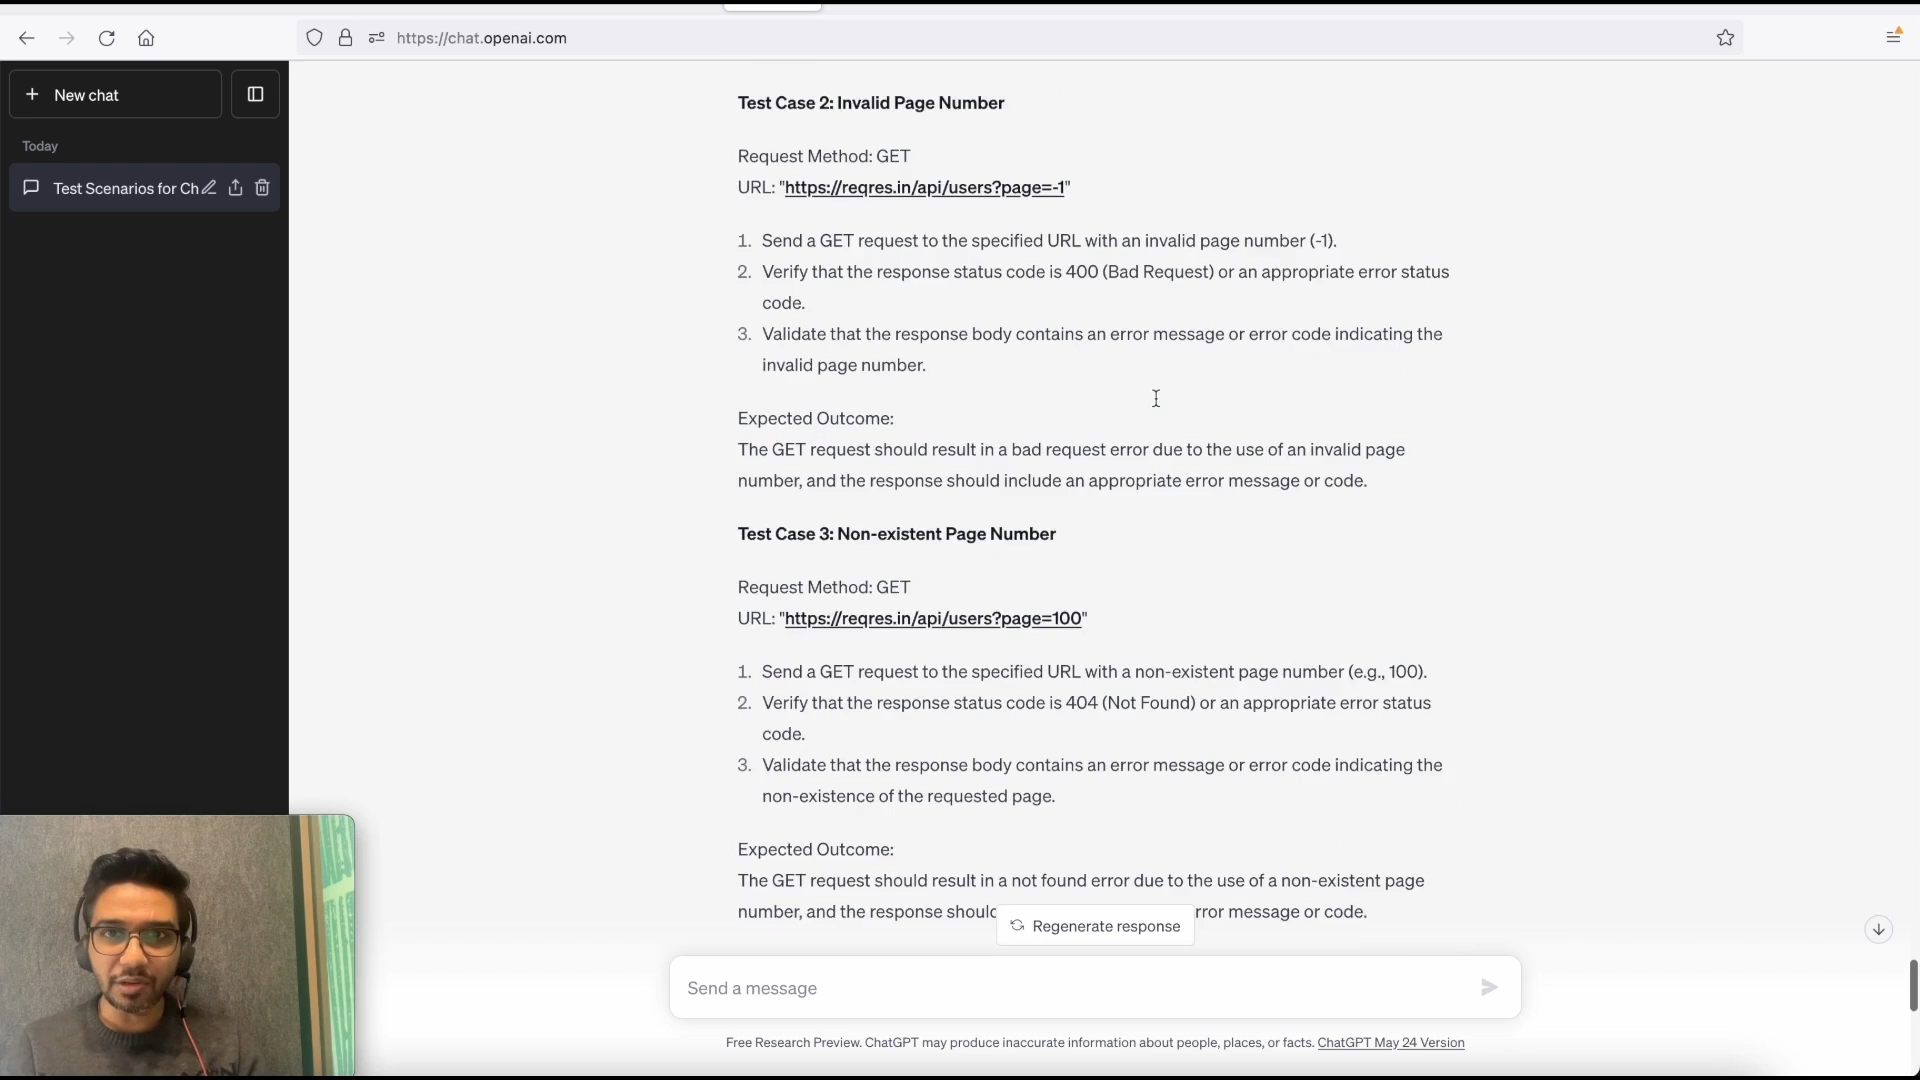 https://chat.openai.com
New chat
Today
Test Scenarios for Ch
Test Case 2: Invalid Page Number
Request Method: GET
URL: "https://reqres.in/api/users?page=-1"
1. Send a GET request to the specified URL with an invalid page number (-1).
2. Verify that the response status code is 400 (Bad Request) or an appropriate error status
code.
3. Validate that the response body contains an error message or error code indicating the
invalid page number.
Expected Outcome:
The GET request should result in a bad request error due to the use of an invalid page
number, and the response should include an appropriate error message or code.
Test Case 3: Non-existent Page Number
Request Method: GET
URL: "https://reqres.in/api/users?page=100"
1. Send a GET request to the specified URL with a non-existent page number (e.g., 100).
2. Verify that the response status code is 404 (Not Found) or an appropriate error status
code.
3. Validate that the response body contains an error message or error code indicating the
non-existence of the requested page.
Expected Outcome:
The GET request should result in a not found error due to the use of a non-existent page
number, and the response shoulc rror message or code.
Regenerate response
Send a message
Free Research Preview. ChatGPT may produce inaccurate information about people, places, or facts. ChatGPT May 24 Version